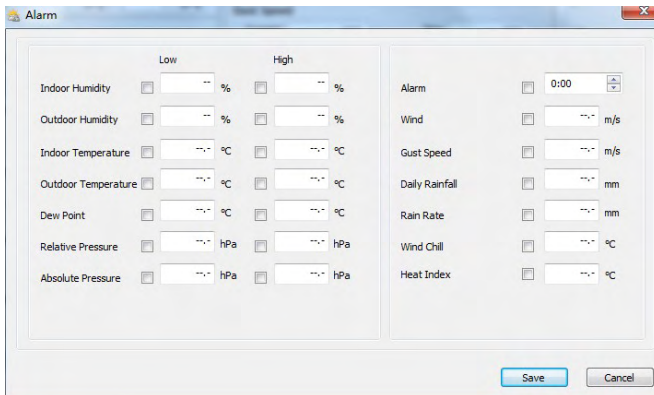 Alarm
Low High
Indoor Humidity -- % -- %
Outdoor Humidity -- % -- %
Indoor Temperature --.- ºC --.- ºC
Outdoor Temperature --.- ºC --.- ºC
Dew Point --.- ºC --.- ºC
Relative Pressure --.- hPa --.- hPa
Absolute Pressure --.- hPa --.- hPa
Alarm 0:00
Wind --.- m/s
Gust Speed --.- m/s
Daily Rainfall --.- mm
Rain Rate --.- mm
Wind Chill --.- ºC
Heat Index --.- ºC
Save Cancel